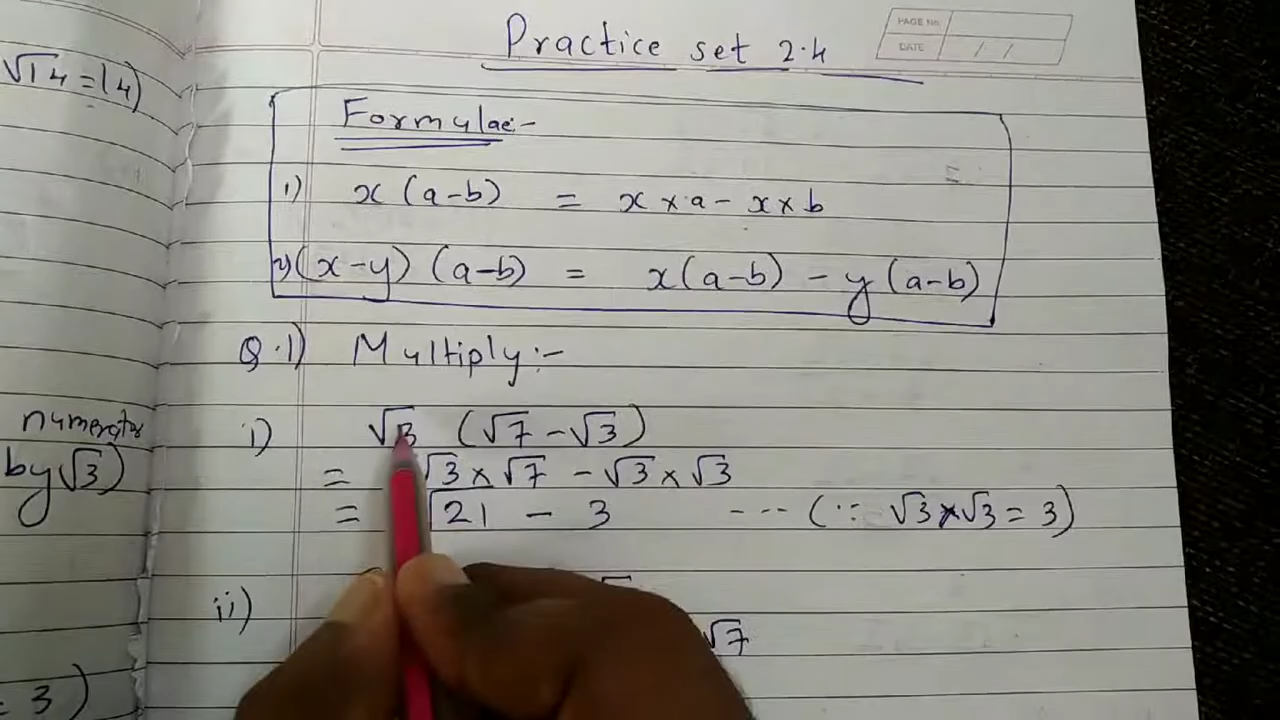 √14 = 14)
numerator
by √3)
= 3)
PAGE NO.
DATE / /
Practice set 2.4
Formulae:-
1) x (a-b) = x × a - x × b
2) (x-y) (a-b) = x(a-b) - y(a-b)
Q.1) Multiply:-
i) √3 (√7 - √3)
= √3 × √7 - √3 × √3
= √21 - 3 --- (∵ √3 × √3 = 3)
ii)
√7